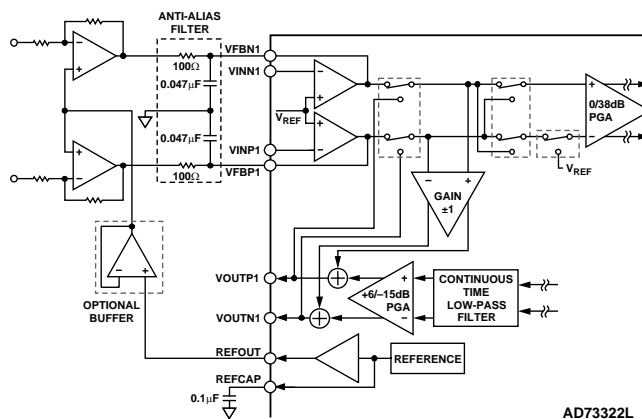 ANTI-ALIAS
FILTER
VFBN1
100Ω
0.047μF
VINN1
VREF
0.047μF
VINP1
100Ω
VFBP1
0/38dB
PGA
VREF
GAIN
±1
OPTIONAL
BUFFER
VOUTP1
+6/–15dB
PGA
CONTINUOUS
TIME
LOW-PASS
FILTER
VOUTN1
REFOUT
REFERENCE
REFCAP
0.1μF
AD73322L